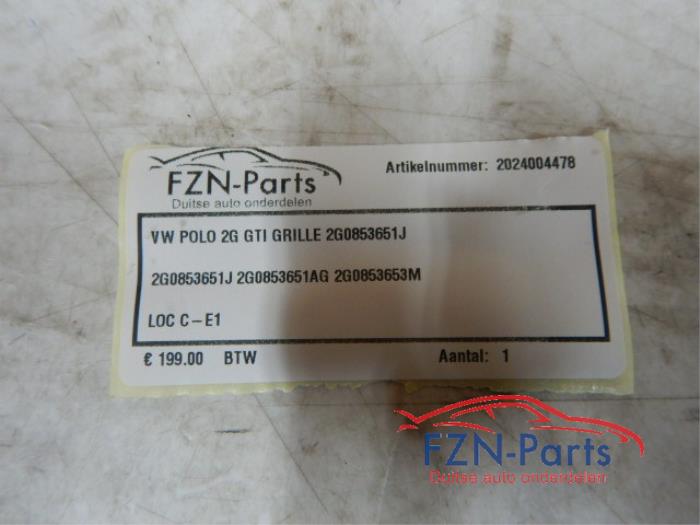 FZN-Parts
Duitse auto onderdelen
Artikelnummer: 2024004478
VW POLO 2G GTI GRILLE 2G0853651J
2G0853651J 2G0853651AG 2G0853653M
LOC C-E1
€ 199.00 BTW Aantal: 1
FZN-Parts
Duitse auto onderdelen